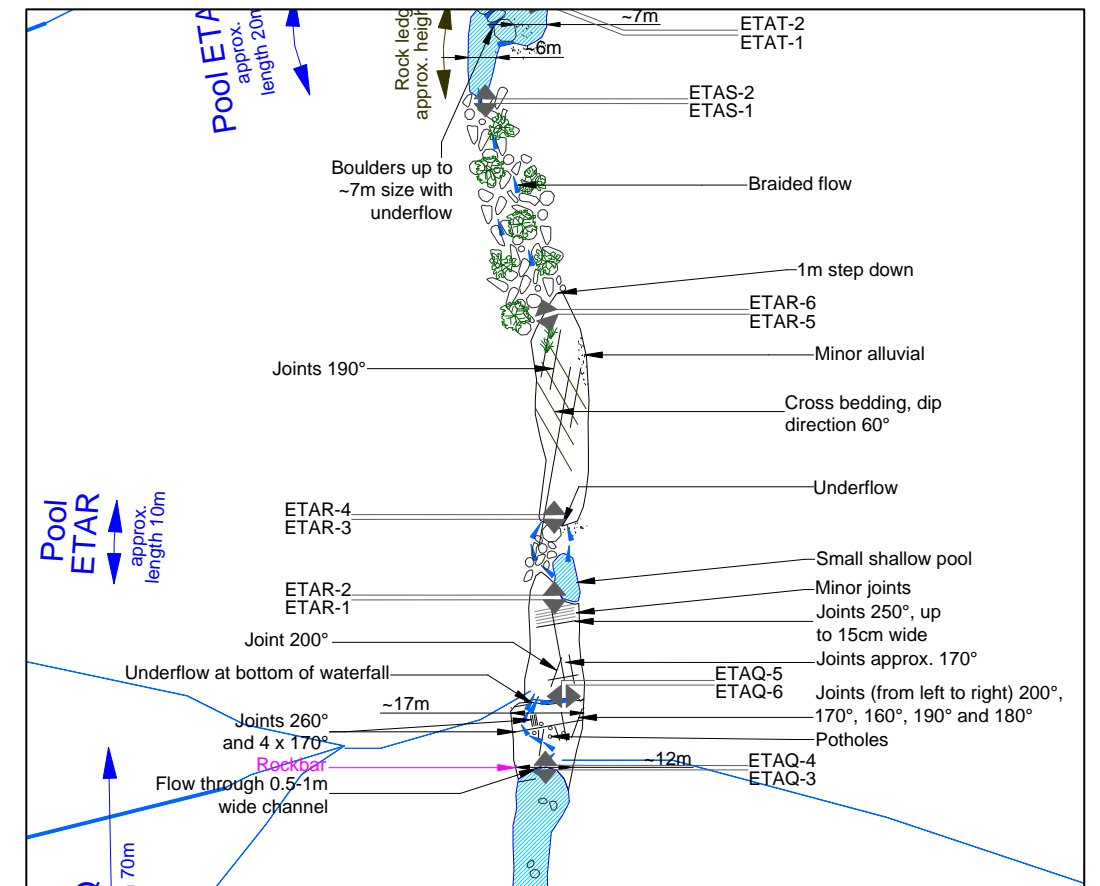 ~7m
ETAT-2
ETAT-1
Pool ETA
approx.
length 20m
Rock ledg
approx. heigh
~6m
ETAS-2
ETAS-1
Boulders up to
~7m size with
underflow
Braided flow
1m step down
ETAR-6
ETAR-5
Minor alluvial
Joints 190°
Cross bedding, dip
direction 60°
Underflow
ETAR-4
ETAR-3
Pool
ETAR
approx.
length 10m
Small shallow pool
ETAR-2
ETAR-1
Minor joints
Joints 250°, up
to 15cm wide
Joint 200°
Joints approx. 170°
Underflow at bottom of waterfall
ETAQ-5
ETAQ-6
Joints (from left to right) 200°,
170°, 160°, 190° and 180°
~17m
Joints 260°
and 4 x 170°
Potholes
Rockbar
~12m
ETAQ-4
ETAQ-3
Flow through 0.5-1m
wide channel
70m
Q